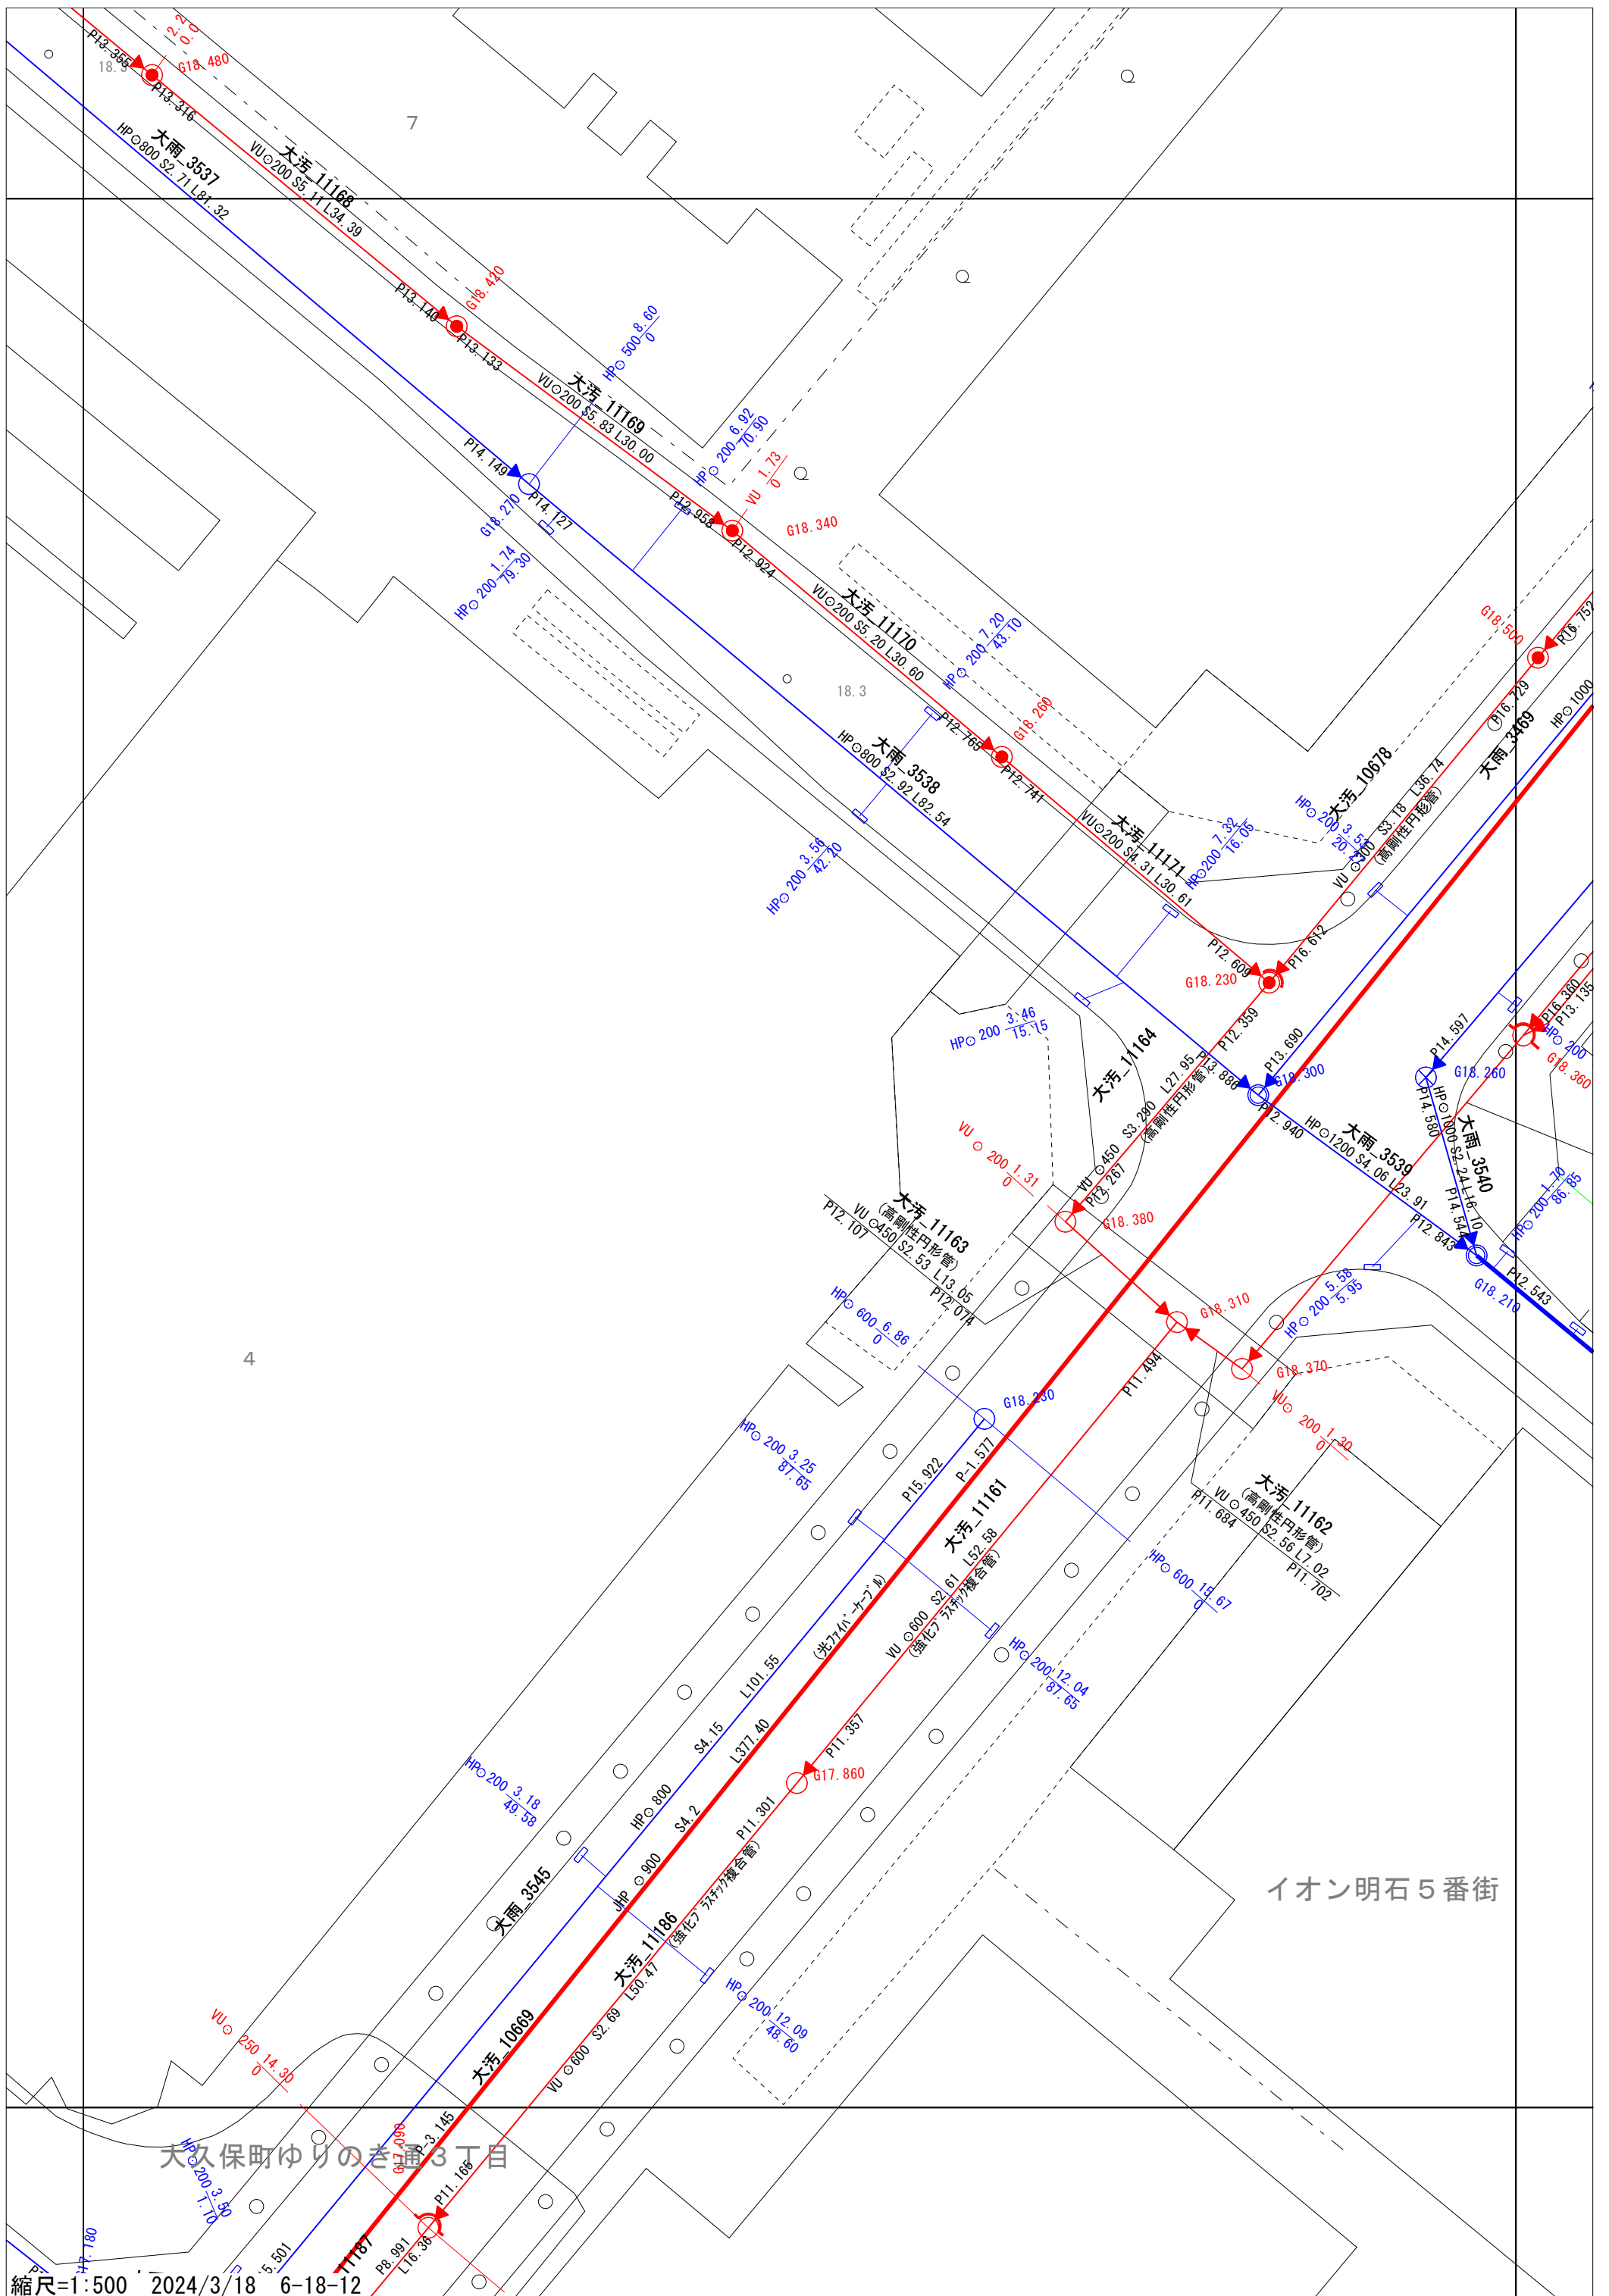 P13.355
P13.316
G18.480
7
大雨_3537
HP⊙800 S2.71 L81.32
大汚_11168
VU⊙200 S5.11 L34.39
P13.140
P13.133
G18.420
HP⊙ 500 8.60
0
大汚_11169
VU⊙200 S5.83 L30.00
HP⊙ 200 6.92
70.90
P14.149
P14.127
G18.270
HP⊙ 200 1.74
79.30
P12.958
P12.924
VU 1.73
0
G18.340
大汚_11170
VU⊙200 S5.20 L30.60
HP⊙ 200 7.20
43.10
18.3
P12.765
P12.741
G18.260
大雨_3538
HP⊙800 S2.92 L82.54
HP⊙ 200 3.56
42.20
大汚_11171
VU⊙200 S4.31 L30.61
HP⊙200 7.32
16.05
G18.500
P16.752
P16.729
HP⊙ 1000
大雨_3469
大汚_10678
S3.18 L36.74
(高剛性円形管)
P12.609
P16.612
G18.230
P12.359
HP⊙ 200 3.46
15.15
大汚_11164
VU ⊙450 S3.290 L27.95
(高剛性円形管)
P12.267
P13.886
P13.690
G18.300
P12.940
大雨_3539
HP⊙1200 S4.06 L23.91
P12.843
P14.597
G18.260
P14.580
大雨_3540
HP⊙1000 S2.24 L16.10
P14.544
P16.360
P13.135
HP⊙ 200
G18.360
HP⊙ 200 1.70
86.85
P12.543
G18.210
VU ⊙ 200 1.31
0
G18.380
大汚_11163
(高剛性円形管)
VU ⊙450 S2.53 L13.05
P12.107
P12.074
G18.310
HP⊙ 200 5.58
5.95
G18.370
VU⊙ 200 1.30
0
HP⊙ 600 6.86
0
4
G18.230
P11.494
HP⊙ 200 3.25
87.65
P15.922
P-1.577
大汚_11161
VU ⊙600 S2.61 L52.58
(強化プラスチック複合管)
大汚_11162
(高剛性円形管)
VU ⊙450 S2.56 L7.02
P11.684
P11.702
HP⊙ 600 15.67
0
(光ファイバーケーブル)
HP⊙ 200 12.04
87.65
HP⊙ 800 S4.15 L101.55
JHP ⊙900 S4.2 L377.40
P11.357
G17.860
P11.301
HP⊙ 200 3.18
49.58
大雨_3545
大汚_11186
VU ⊙600 S2.69 L50.47
(強化プラスチック複合管)
イオン明石５番街
HP⊙ 200 12.09
48.60
大汚_10669
VU⊙ 250 14.30
0
P-3.145
G17.090
大久保町ゆりのき通３丁目
HP⊙ 200 3.50
1.10
P11.165
P8.991
L16.36
縮尺=1:500 2024/3/18 6-18-12